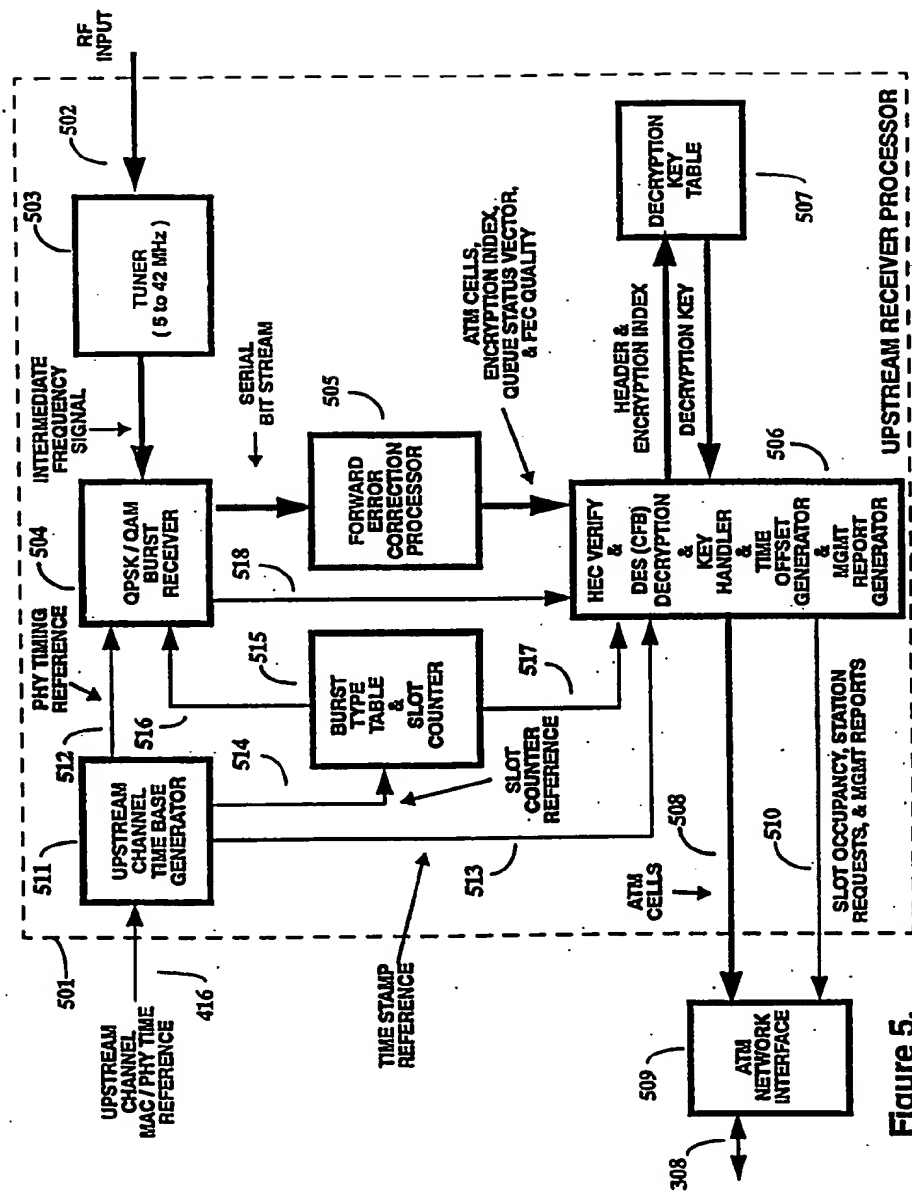 RF
INPUT
502
503
TUNER
( 5 to 42 MHz )
INTERMEDIATE
FREQUENCY
SIGNAL
504
QPSK / QAM
BURST
RECEIVER
PHY TIMING
REFERENCE
512
516
511
UPSTREAM
CHANNEL
TIME BASE
GENERATOR
501
416
UPSTREAM
CHANNEL
MAC / PHY TIME
REFERENCE
SERIAL
BIT STREAM
505
FORWARD
ERROR
CORRECTION
PROCESSOR
518
515
BURST TYPE
TABLE
&
SLOT
COUNTER
517
514
SLOT
COUNTER
REFERENCE
513
TIME STAMP
REFERENCE
ATM CELLS,
ENCRYPTION INDEX,
QUEUE STATUS VECTOR,
& FEC QUALITY
DECRYPTION
KEY
TABLE
507
HEADER &
ENCRYPTION INDEX
DECRYPTION KEY
506
HEC VERIFY
&
DES (CFB)
DECRYPTION
&
KEY
HANDLER
&
TIME
OFFSET
GENERATOR
&
MGMT
REPORT
GENERATOR
508
ATM
CELLS
510
SLOT OCCUPANCY, STATION
REQUESTS, & MGMT REPORTS
UPSTREAM RECEIVER PROCESSOR
509
ATM
NETWORK
INTERFACE
308
Figure 5.